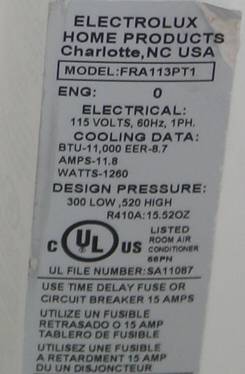 ELECTROLUX
HOME PRODUCTS
Charlotte, NC USA
MODEL:FRA113PT1
ENG: 0
ELECTRICAL:
115 VOLTS, 60Hz, 1PH.
COOLING DATA:
BTU-11,000 EER-8.7
AMPS-11.8
WATTS-1260
DESIGN PRESSURE:
300 LOW ,520 HIGH
R410A:15.52OZ
C UL US
LISTED
ROOM AIR
CONDITIONER
66PN
UL FILE NUMBER:SA11087
USE TIME DELAY FUSE OR
CIRCUIT BREAKER 15 AMPS
UTILIZE UN FUSIBLE
RETRASADO O 15 AMP
TABLERO DE FUSIBLE
UTILISEZ UNE FUSIBLE
A RETARDMENT 15 AMP
DU UN DISJONCTEUR